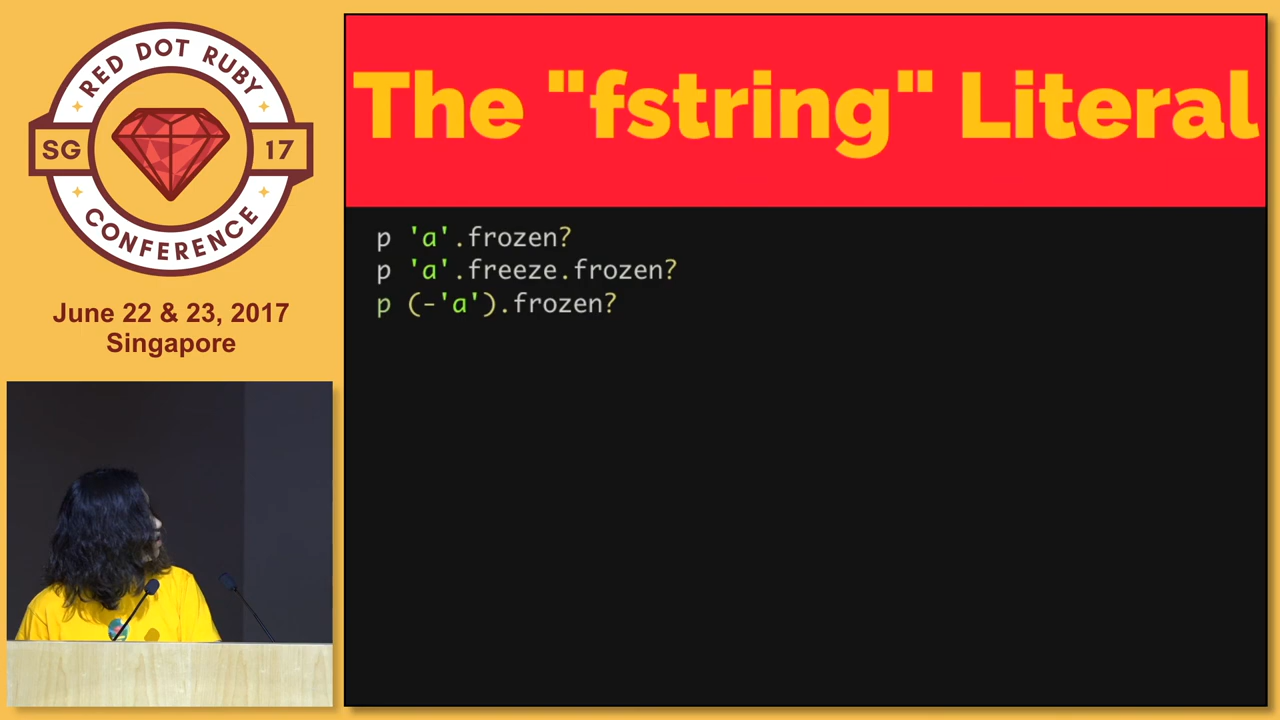 RED DOT RUBY
SG 17
CONFERENCE
June 22 & 23, 2017
Singapore
The "fstring" Literal
p 'a'.frozen?
p 'a'.freeze.frozen?
p (-'a').frozen?